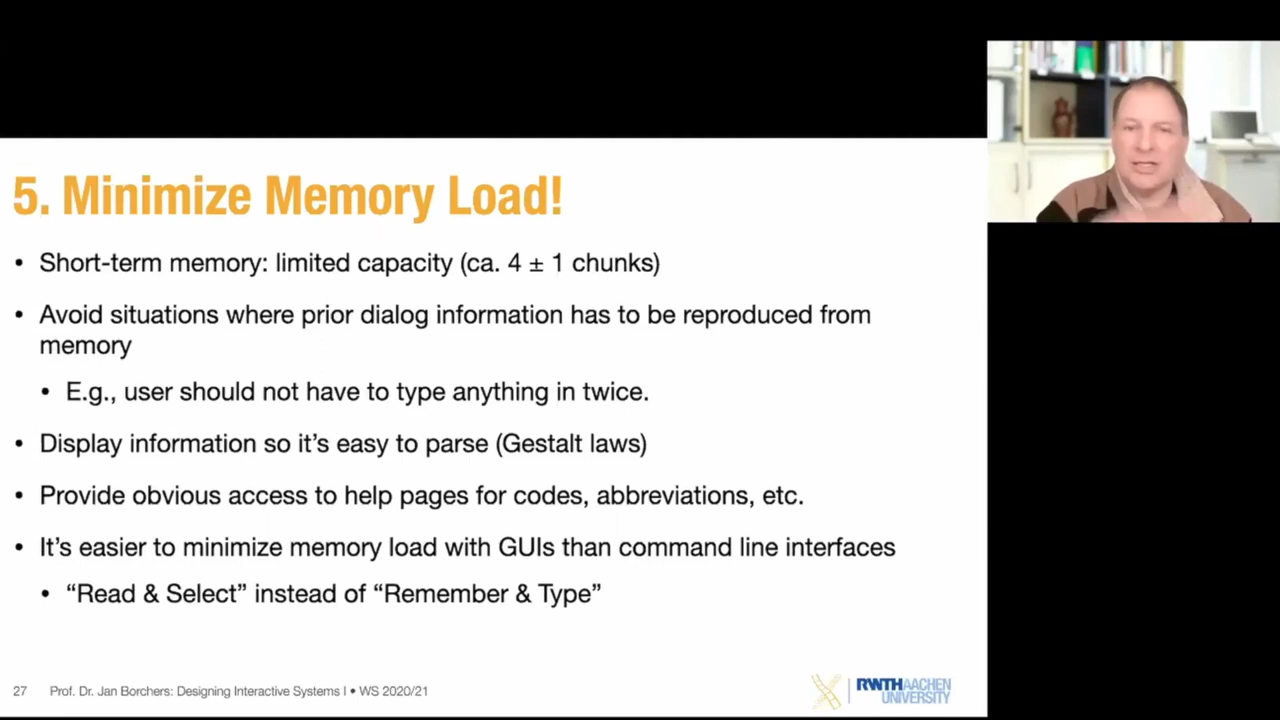 5. Minimize Memory Load!
• Short-term memory: limited capacity (ca. 4 ± 1 chunks)
• Avoid situations where prior dialog information has to be reproduced from
memory
• E.g., user should not have to type anything in twice.
• Display information so it’s easy to parse (Gestalt laws)
• Provide obvious access to help pages for codes, abbreviations, etc.
• It’s easier to minimize memory load with GUIs than command line interfaces
• “Read & Select” instead of “Remember & Type”
27 Prof. Dr. Jan Borchers: Designing Interactive Systems I • WS 2020/21
RWTHAACHEN
UNIVERSITY